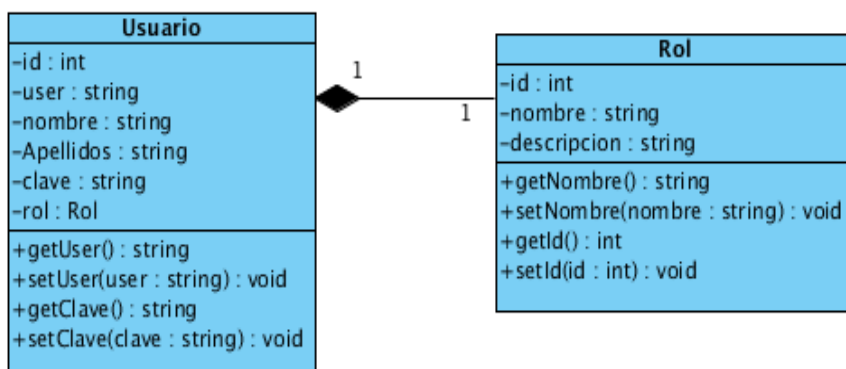 Usuario
-id : int
-user : string
-nombre : string
-Apellidos : string
-clave : string
-rol : Rol
+getUser() : string
+setUser(user : string) : void
+getClave() : string
+setClave(clave : string) : void
1
1
Rol
-id : int
-nombre : string
-descripcion : string
+getNombre() : string
+setNombre(nombre : string) : void
+getId() : int
+setId(id : int) : void